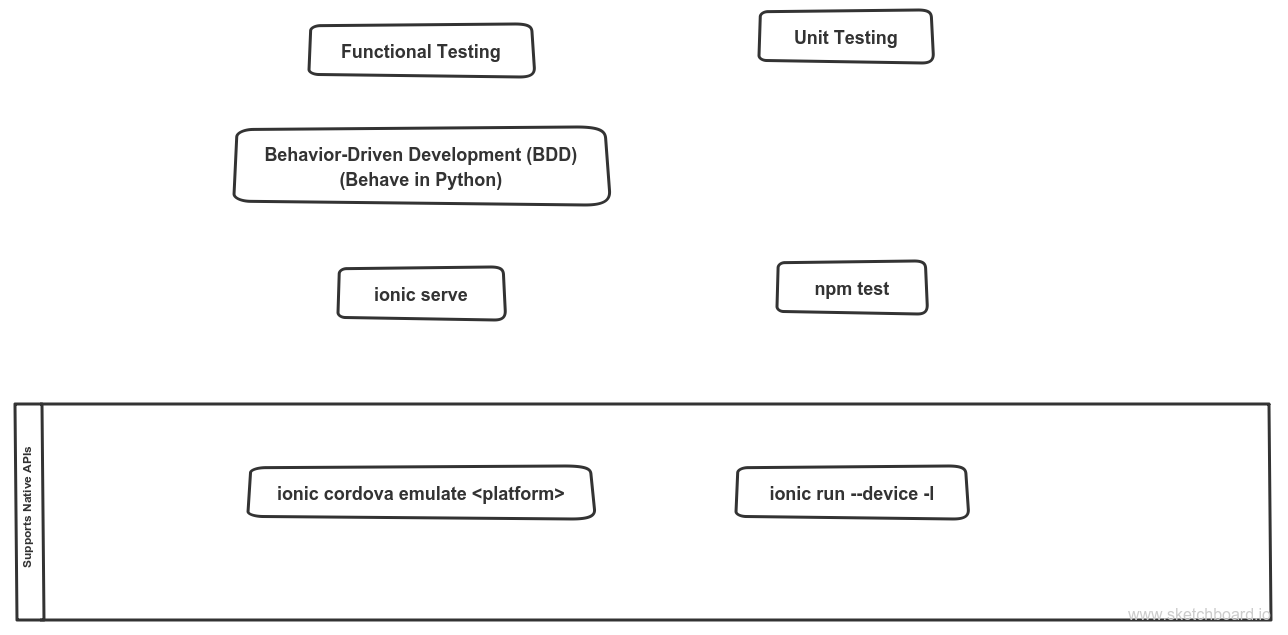 Functional Testing
Unit Testing
Behavior-Driven Development (BDD)
(Behave in Python)
ionic serve
npm test
Supports Native APIs
ionic cordova emulate <platform>
ionic run --device -l
www.sketchboard.io